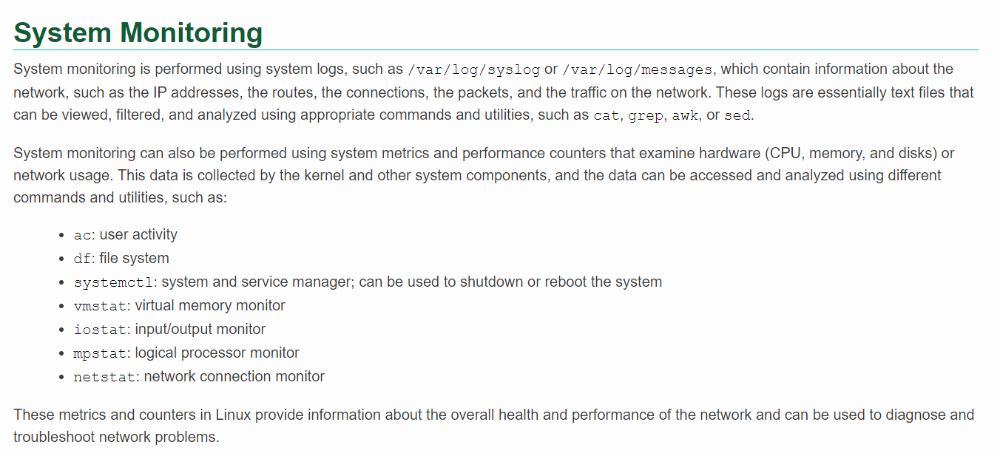 System Monitoring
System monitoring is performed using system logs, such as /var/log/syslog or /var/log/messages, which contain information about the
network, such as the IP addresses, the routes, the connections, the packets, and the traffic on the network. These logs are essentially text files that
can be viewed, filtered, and analyzed using appropriate commands and utilities, such as cat, grep, awk, or sed.
System monitoring can also be performed using system metrics and performance counters that examine hardware (CPU, memory, and disks) or
network usage. This data is collected by the kernel and other system components, and the data can be accessed and analyzed using different
commands and utilities, such as:
• ac: user activity
• df: file system
• systemctl: system and service manager; can be used to shutdown or reboot the system
• vmstat: virtual memory monitor
• iostat: input/output monitor
• mpstat: logical processor monitor
• netstat: network connection monitor
These metrics and counters in Linux provide information about the overall health and performance of the network and can be used to diagnose and
troubleshoot network problems.